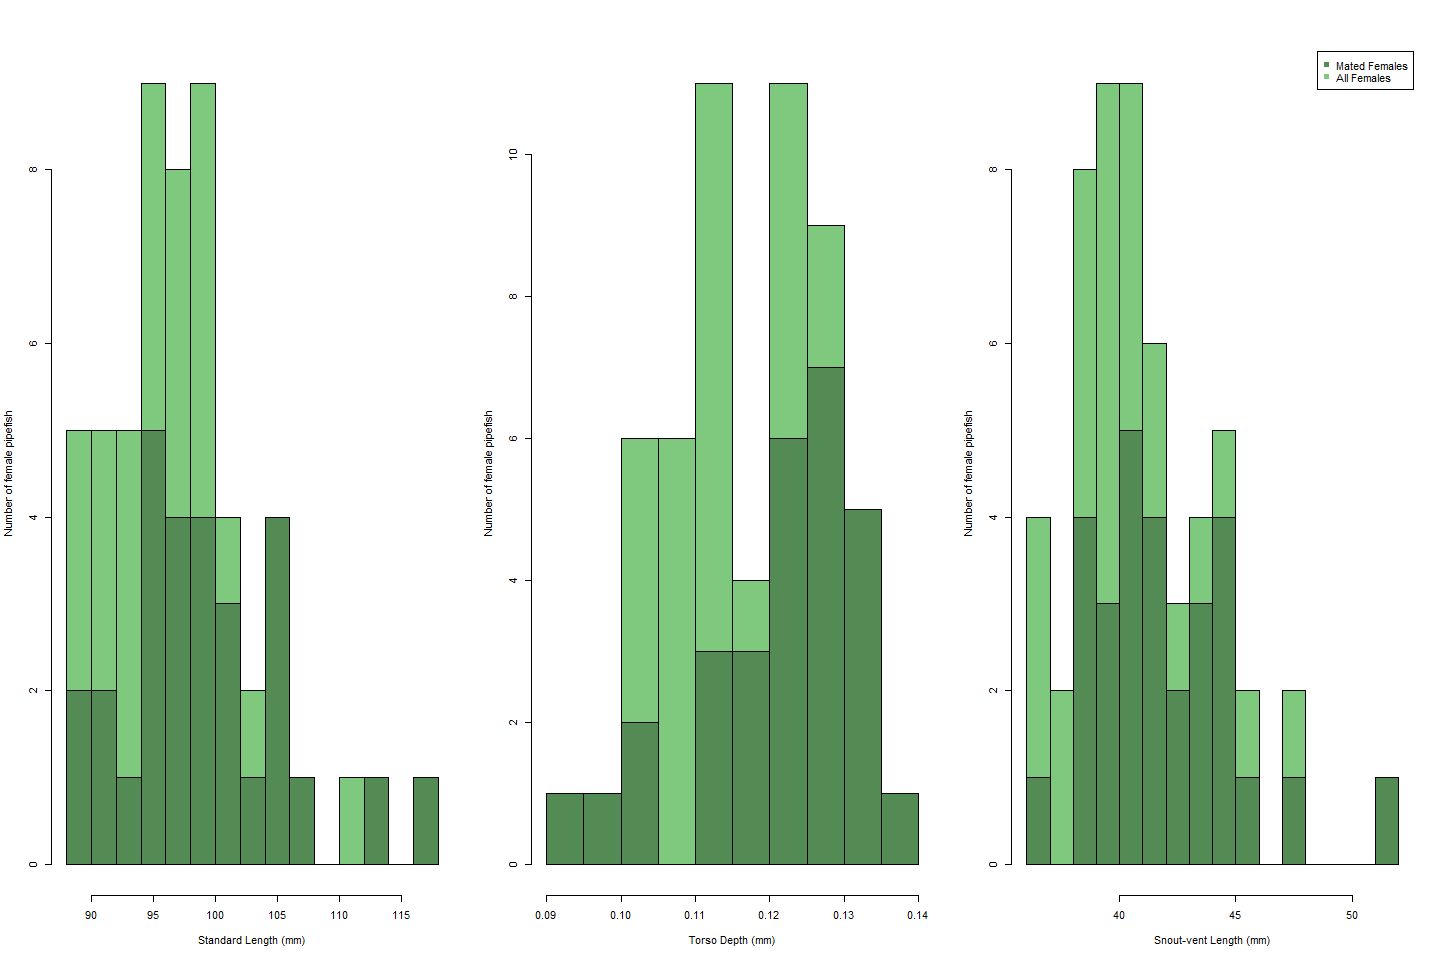 Mated Females
All Females
Number of female pipefish
0
2
4
6
8
90 95 100 105 110 115
Standard Length (mm)
Number of female pipefish
0
2
4
6
8
10
0.09 0.10 0.11 0.12 0.13 0.14
Torso Depth (mm)
Number of female pipefish
0
2
4
6
8
40 45 50
Snout-vent Length (mm)